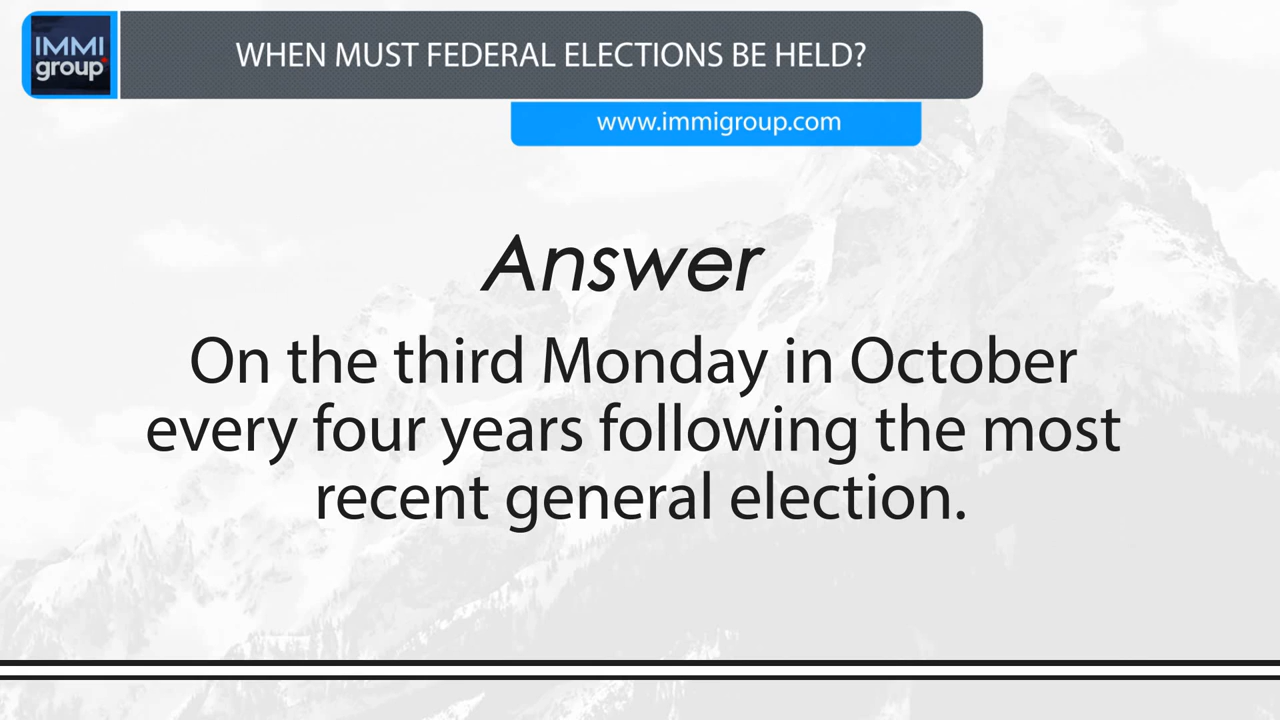 IMMI
group
WHEN MUST FEDERAL ELECTIONS BE HELD?
www.immigroup.com
Answer
On the third Monday in October
every four years following the most
recent general election.